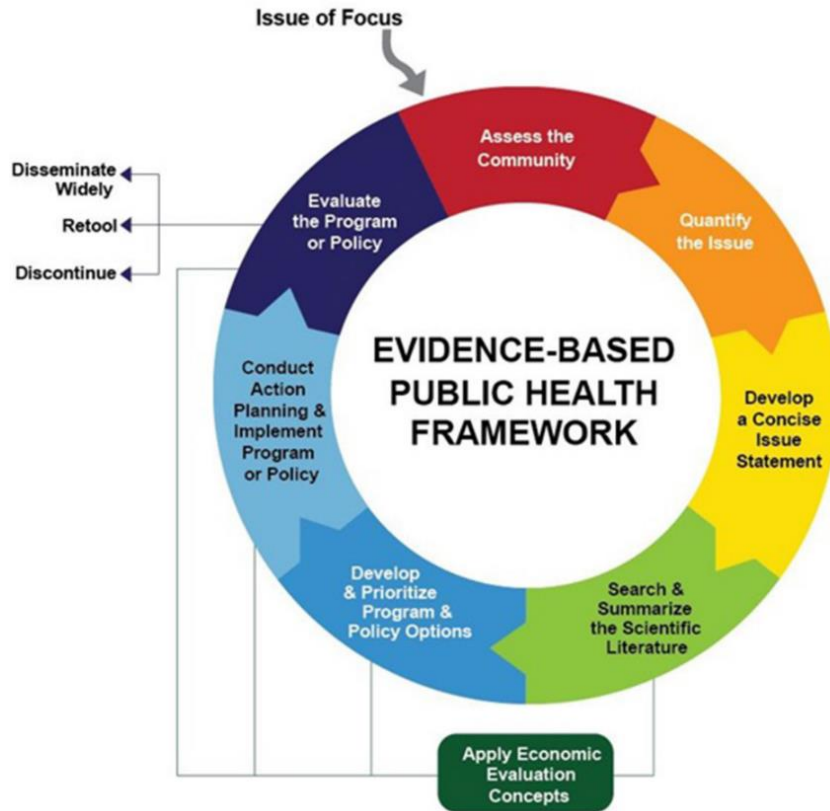 Issue of Focus
Assess the
Community
Quantify
the Issue
Develop
a Concise
Issue
Statement
Search &
Summarize
the Scientific
Literature
Develop
& Prioritize
Program &
Policy Options
Conduct
Action
Planning &
Implement
Program
or Policy
Evaluate
the Program
or Policy
Disseminate
Widely
Retool
Discontinue
EVIDENCE-BASED
PUBLIC HEALTH
FRAMEWORK
Apply Economic
Evaluation
Concepts